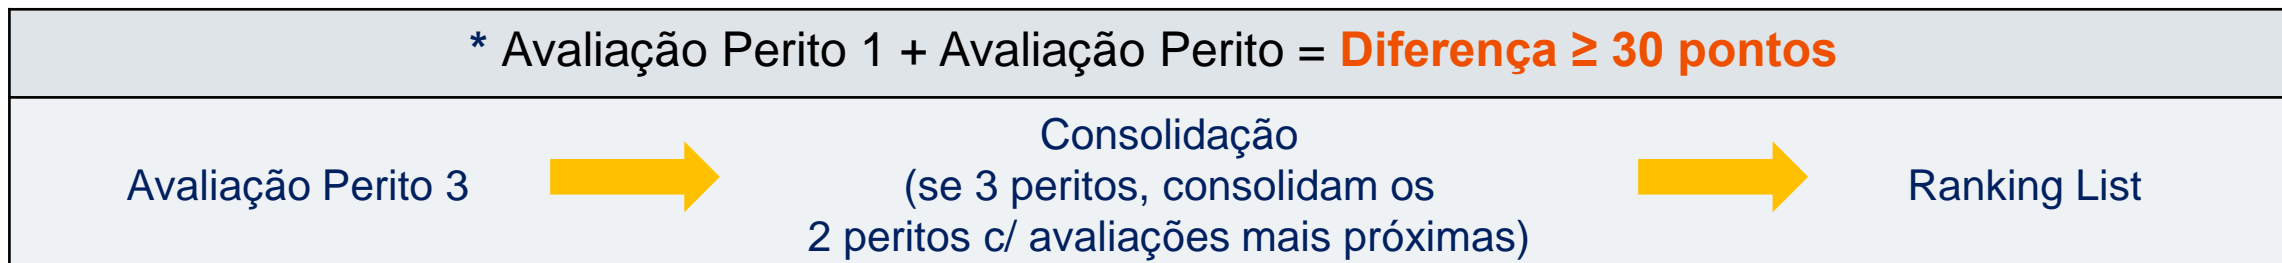 * Avaliação Perito 1 + Avaliação Perito = Diferença ≥ 30 pontos
Avaliação Perito 3
Consolidação
(se 3 peritos, consolidam os
2 peritos c/ avaliações mais próximas)
Ranking List